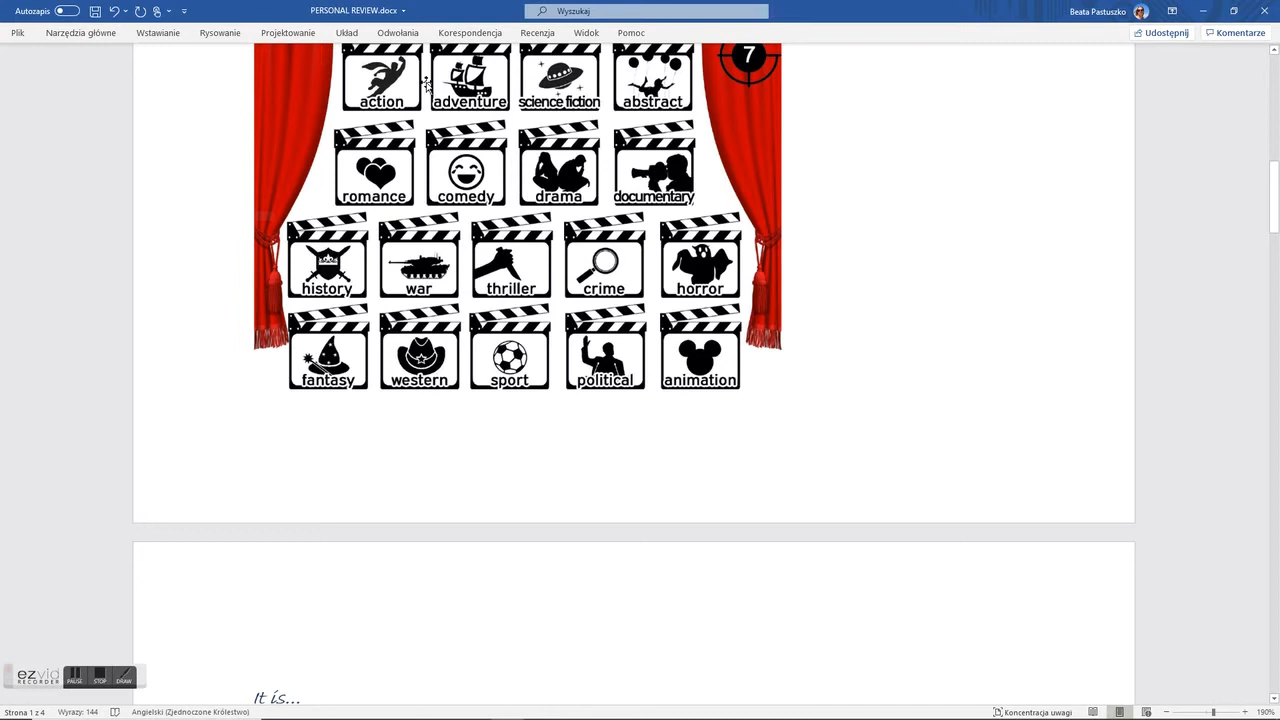 Autozapis
PERSONAL REVIEW.docx
Wyszukaj
Beata Pastuszko
Plik
Narzędzia główne
Wstawianie
Rysowanie
Projektowanie
Układ
Odwołania
Korespondencja
Recenzja
Widok
Pomoc
Udostępnij
Komentarze
7
action
adventure
science fiction
abstract
romance
comedy
drama
documentary
history
war
thriller
crime
horror
fantasy
western
sport
political
animation
ezvid
RECORDER
PAUSE
STOP
DRAW
It is...
Strona 1 z 4
Wyrazy: 144
Angielski (Zjednoczone Królestwo)
Koncentracja uwagi
190%